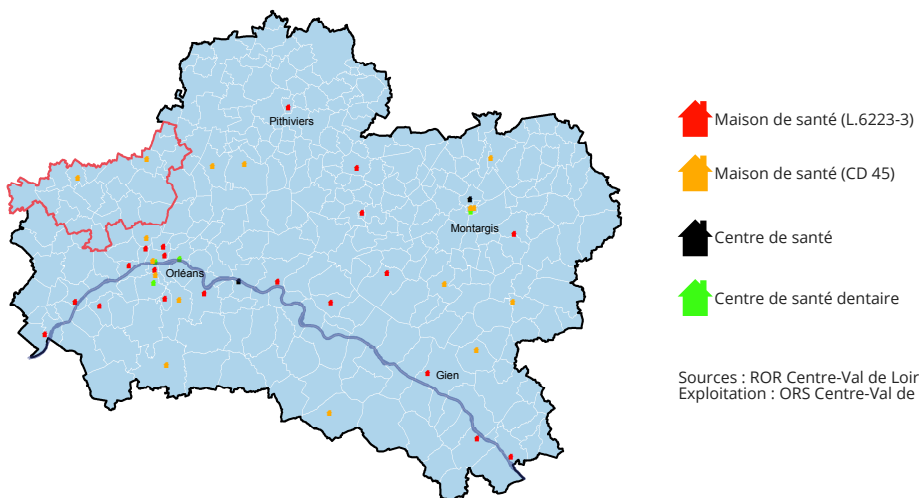 Pithiviers
Montargis
Orléans
Gien
Maison de santé (L.6223-3)
Maison de santé (CD 45)
Centre de santé
Centre de santé dentaire
Sources : ROR Centre-Val de Loir
Exploitation : ORS Centre-Val de